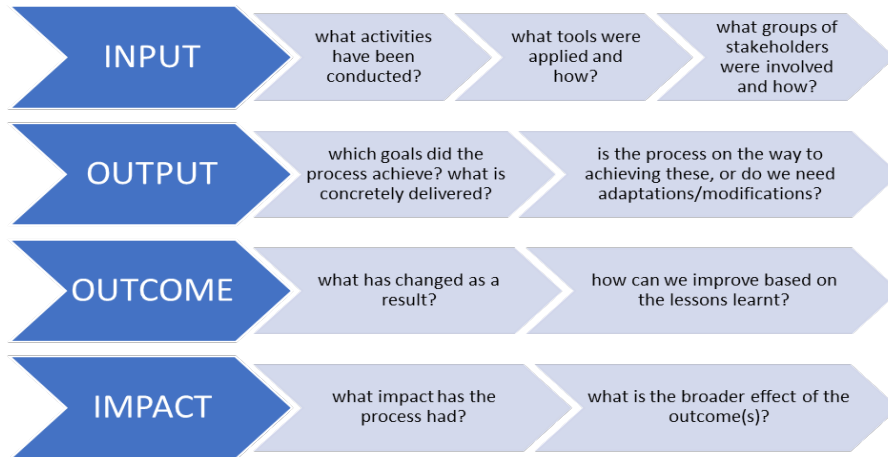 INPUT
what activities
have been
conducted?
what tools were
applied and
how?
what groups of
stakeholders
were involved
and how?
OUTPUT
which goals did the
process achieve? what is
concretely delivered?
is the process on the way to
achieving these, or do we need
adaptations/modifications?
OUTCOME
what has changed as a
result?
how can we improve based on
the lessons learnt?
IMPACT
what impact has the
process had?
what is the broader effect of the
outcome(s)?